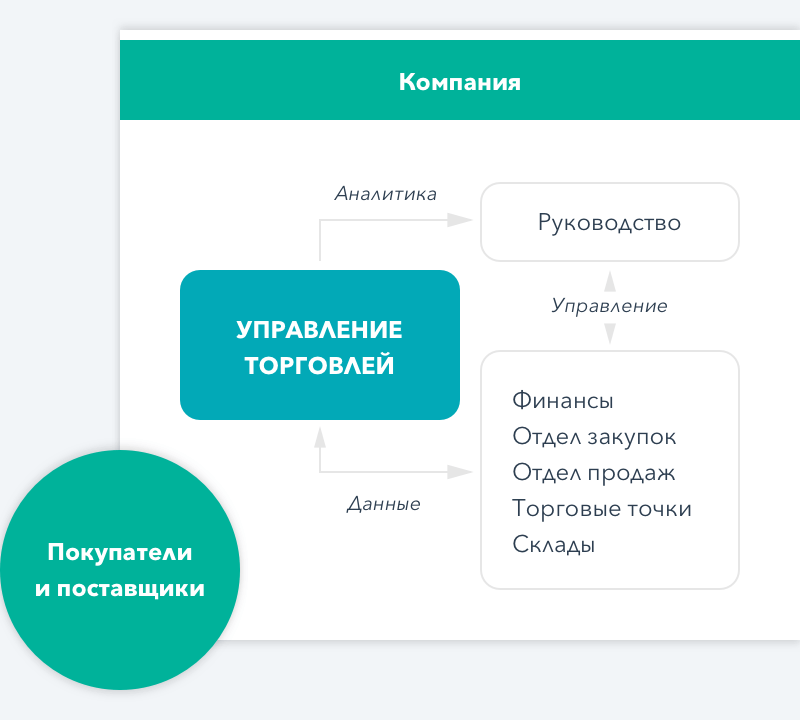 Компания
Аналитика
Руководство
Управление
УПРАВЛЕНИЕ
ТОРГОВЛЕЙ
Финансы
Отдел закупок
Отдел продаж
Торговые точки
Склады
Данные
Покупатели
и поставщики